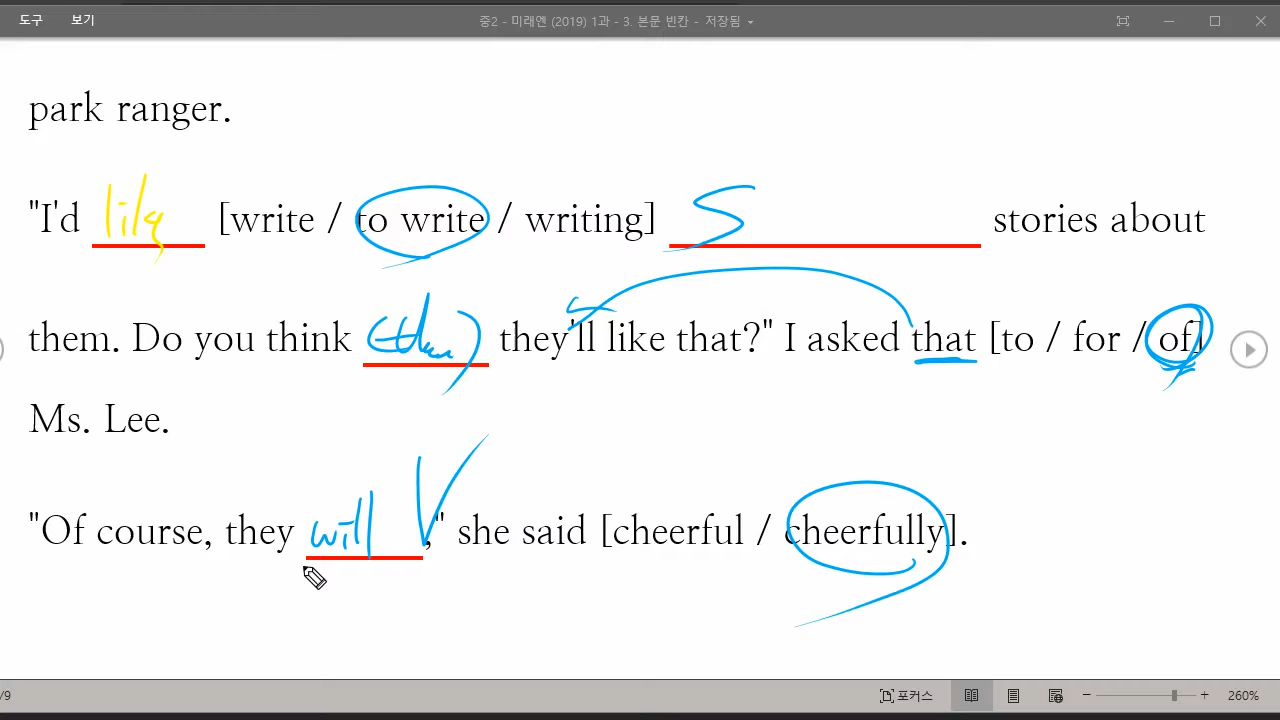 도구 보기 중2 - 미래엔 (2019) 1과 - 3. 본문 빈칸 - 저장됨
park ranger.
"I'd like [write / to write / writing] S stories about
them. Do you think (that) they'll like that?" I asked that [to / for / of]
Ms. Lee.
"Of course, they will," she said [cheerful / cheerfully].
/9 포커스 260%